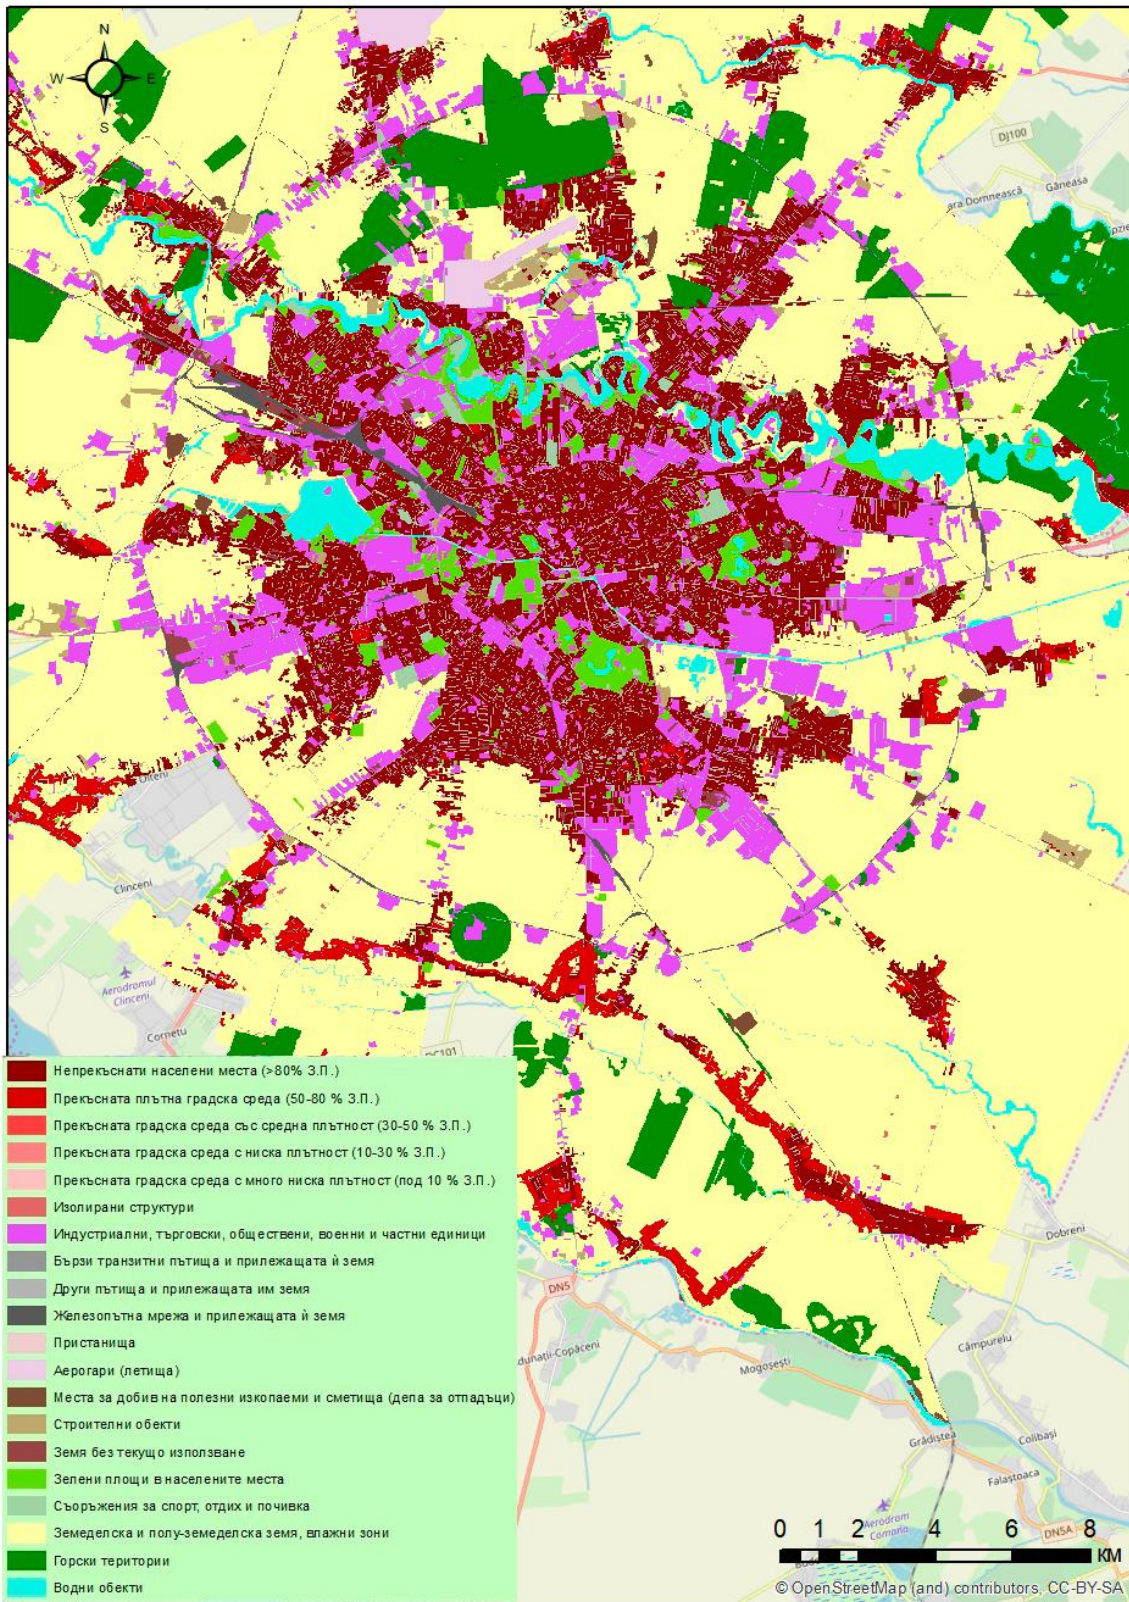 N
W
E
S
DJ100
Găneasa
ara Domnească
Olteni
Clinceni
Aerodromul
Clinceni
Cornetu
DC101
Непрекъснати населени места (>80% З.П.)
Прекъсната плътна градска среда (50-80 % З.П.)
Прекъсната градска среда със средна плътност (30-50 % З.П.)
Прекъсната градска среда с ниска плътност (10-30 % З.П.)
Прекъсната градска среда с много ниска плътност (под 10 % З.П.)
Изолирани структури
Индустриални, търговски, обществени, военни и частни единици
Бързи транзитни пътища и прилежащата ѝ земя
Други пътища и прилежащата им земя
Железопътна мрежа и прилежащата ѝ земя
Пристанища
Аерогари (летища)
Места за добив на полезни изкопаеми и сметища (депа за отпадъци)
Строителни обекти
Земя без текущо използване
Зелени площи в населените места
Съоръжения за спорт, отдих и почивка
Земеделска и полу-земеделска земя, влажни зони
Горски територии
Водни обекти
Dobreni
DN5
dunații-Copăceni
Mogoșești
Câmpurelu
Grădiștea
Colibași
Fălaștoaca
Aerodrom
Comana
DN5A
0 1 2 4 6 8
КМ
© OpenStreetMap (and) contributors, CC-BY-SA